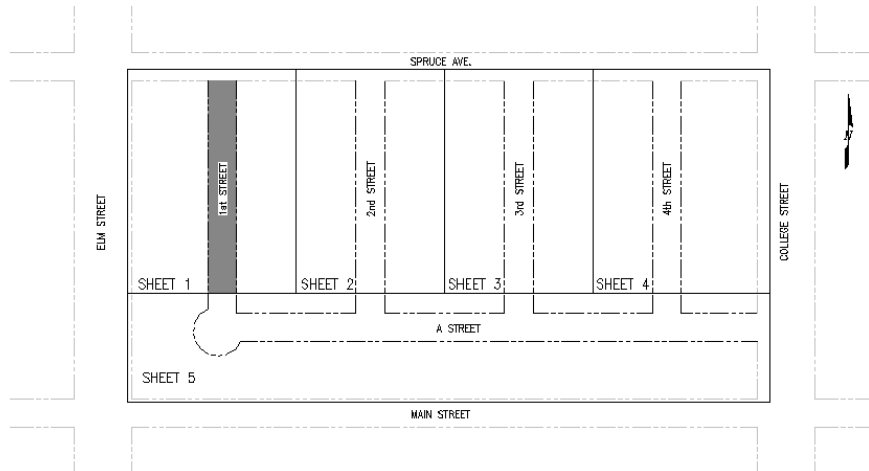 SPRUCE AVE.
N
1st STREET
2nd STREET
3rd STREET
4th STREET
ELM STREET
COLLEGE STREET
SHEET 1
SHEET 2
SHEET 3
SHEET 4
A STREET
SHEET 5
MAIN STREET